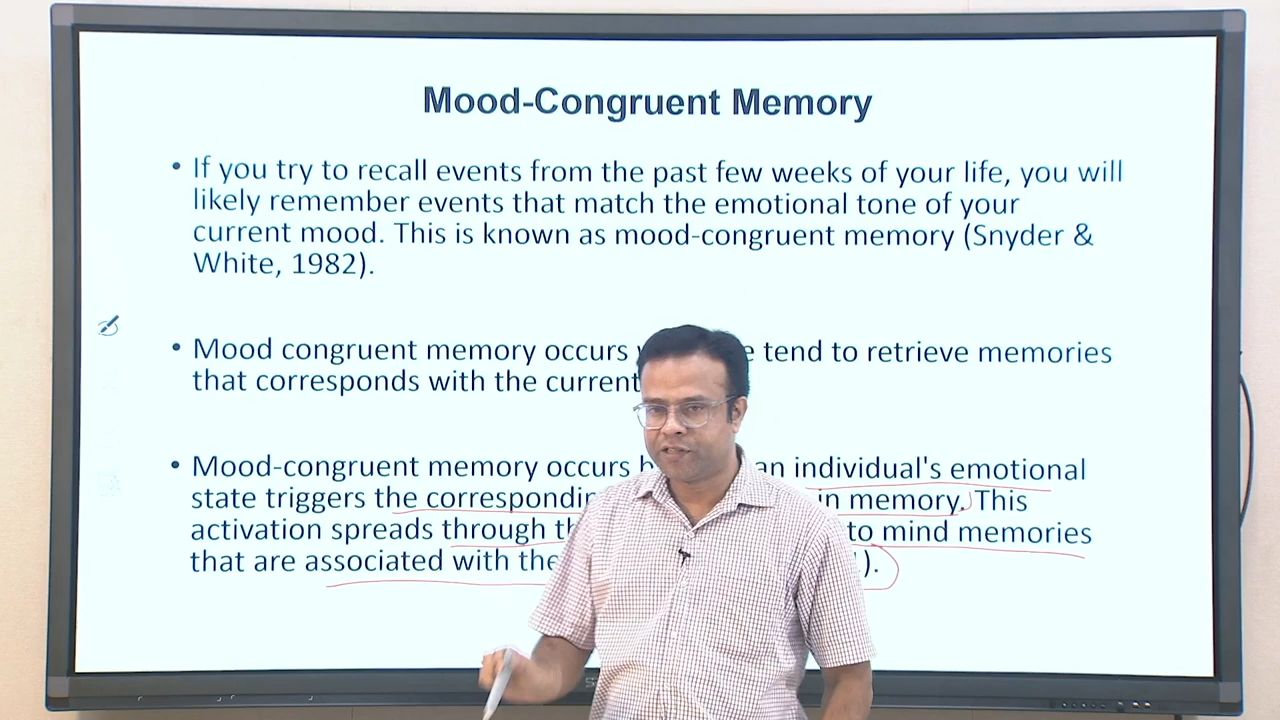 Mood-Congruent Memory
• If you try to recall events from the past few weeks of your life, you will
likely remember events that match the emotional tone of your
current mood. This is known as mood-congruent memory (Snyder &
White, 1982).
• Mood congruent memory occurs tend to retrieve memories
that corresponds with the current
• Mood-congruent memory occurs an individual's emotional
state triggers the in memory. This
activation spreads through to mind memories
that are associated with ).